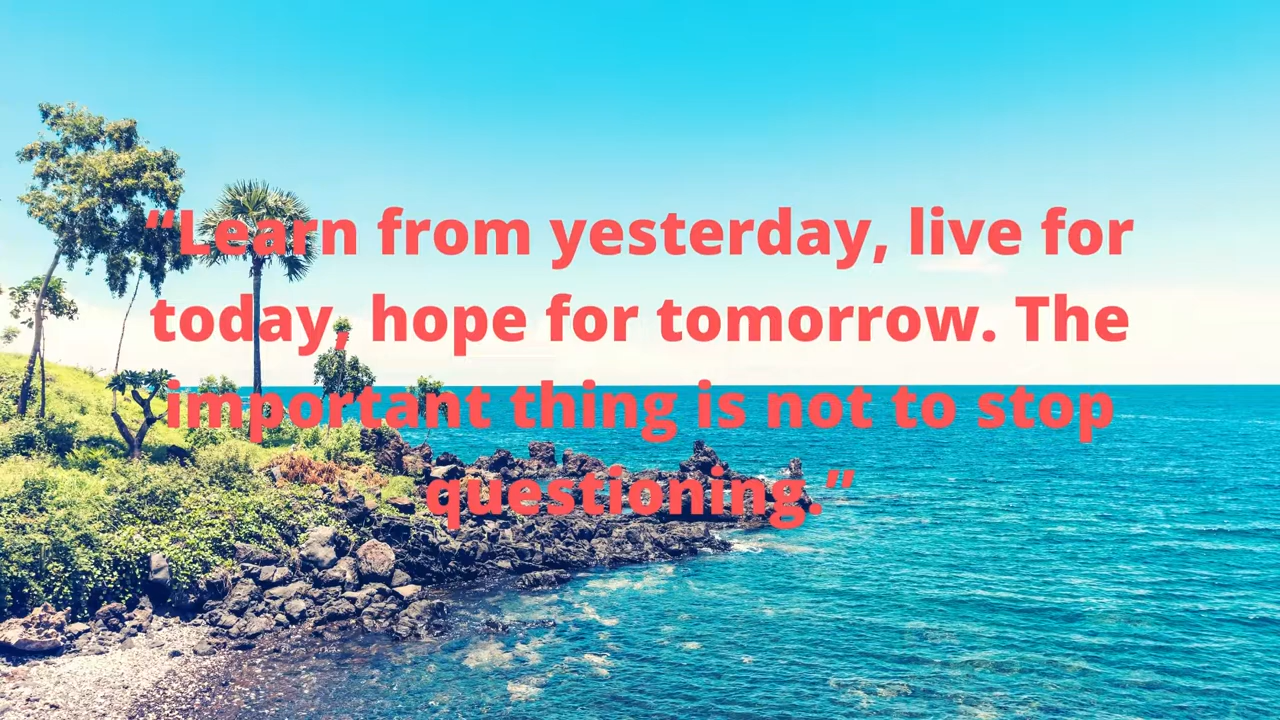 “Learn from yesterday, live for
today, hope for tomorrow. The
important thing is not to stop
questioning.”